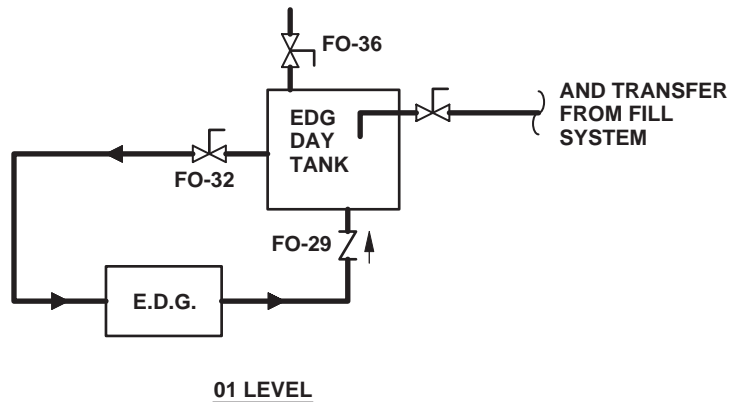 FO-36
EDG
DAY
TANK
AND TRANSFER
FROM FILL
SYSTEM
FO-32
FO-29
E.D.G.
01 LEVEL